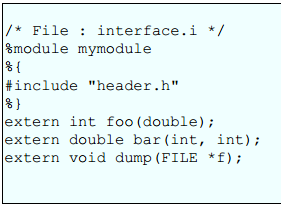 /* File : interface.i */
%module mymodule
%{
#include "header.h"
%}
extern int foo(double);
extern double bar(int, int);
extern void dump(FILE *f);